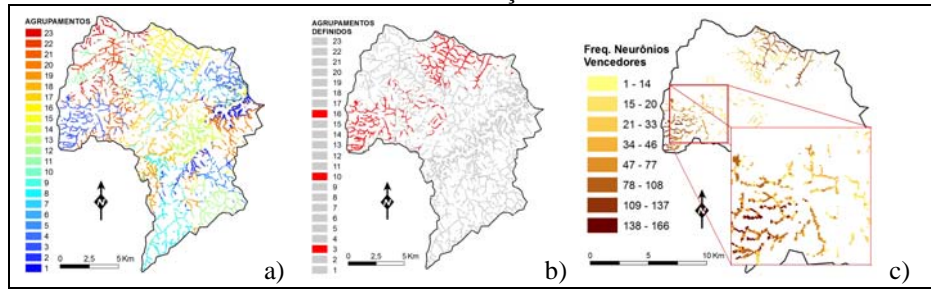 AGRUPAMENTOS
23
22
21
20
19
18
17
16
15
14
13
12
11
10
9
8
7
6
5
4
3
2
1
N
0 2.5 5 Km
a)
AGRUPAMENTOS
DEFINIDOS
23
22
21
20
19
18
17
16
15
14
13
12
11
10
9
8
7
6
5
4
3
2
1
N
0 2.5 5 Km
b)
Freq. Neurônios
Vencedores
1 - 14
15 - 20
21 - 33
34 - 46
47 - 77
78 - 108
109 - 137
138 - 166
N
0 5 10 Km
c)